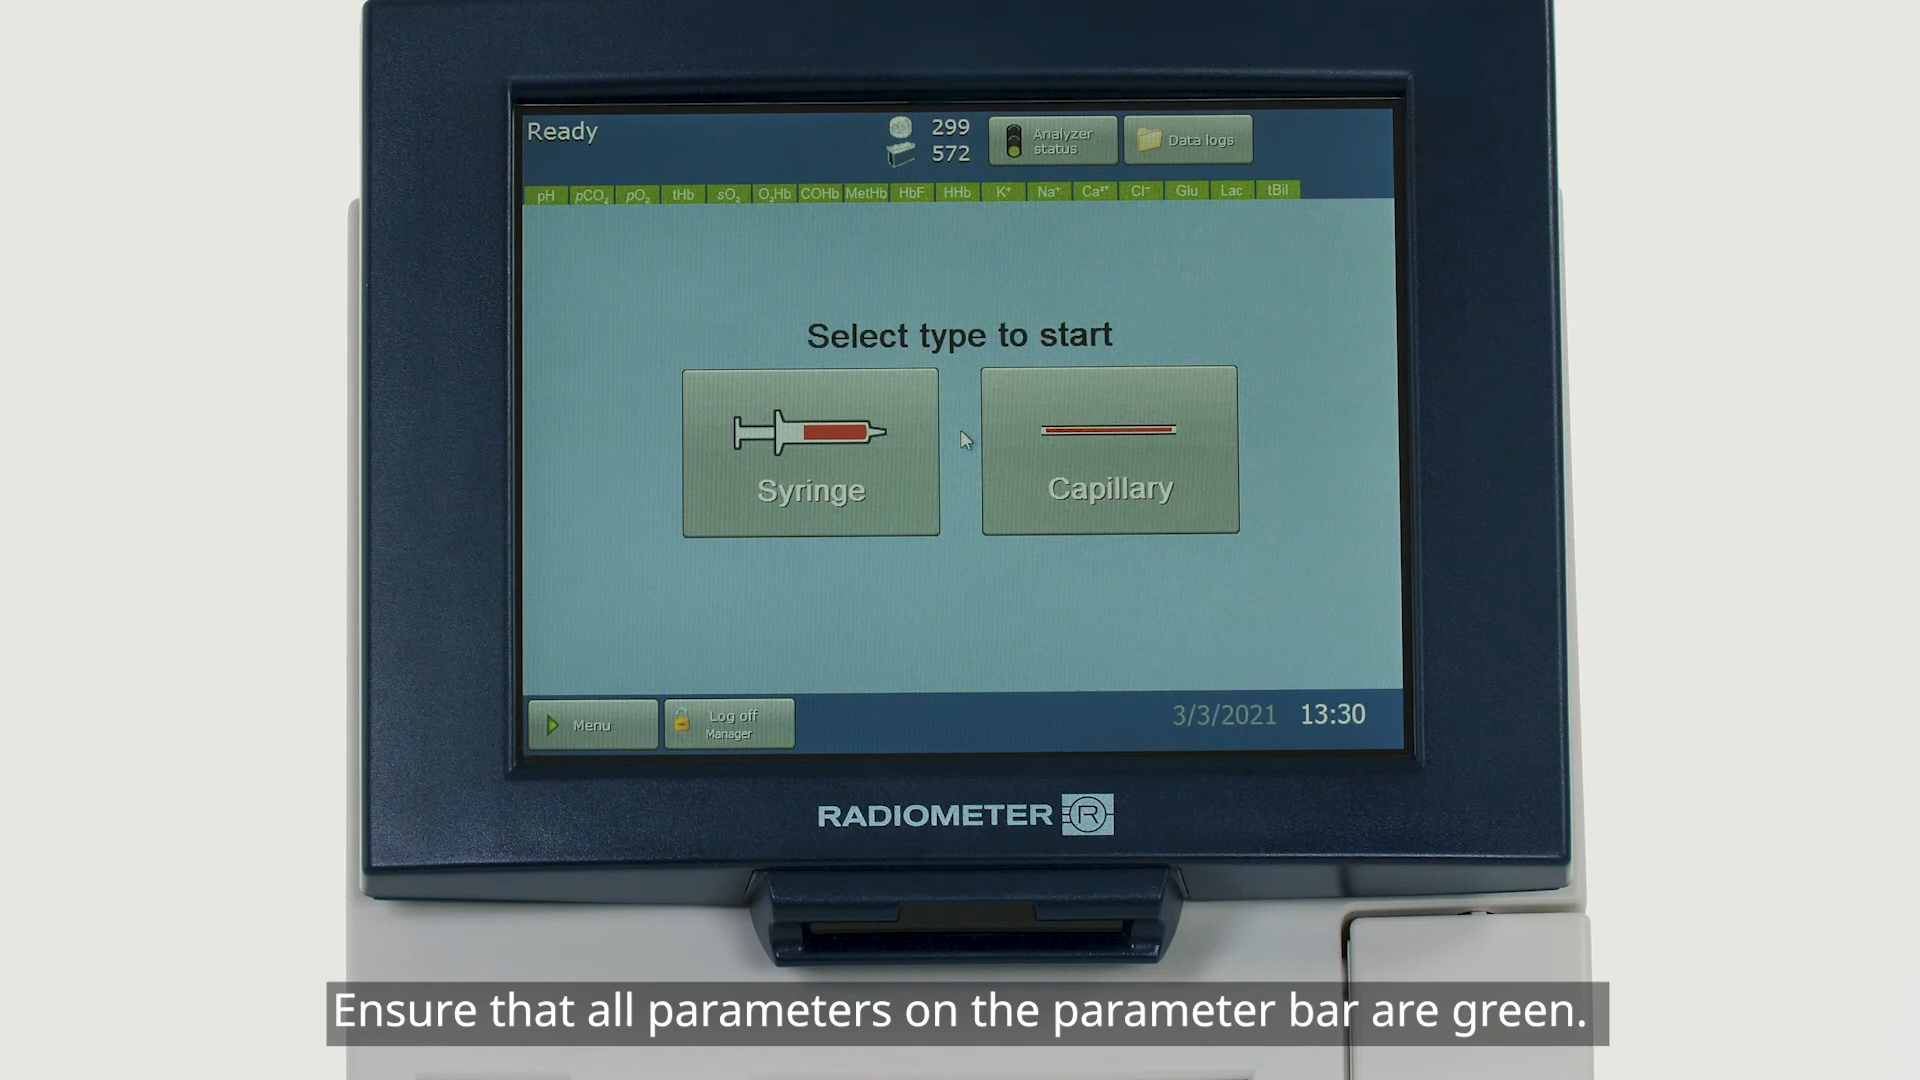 Ready
299
572
Analyzer
status
Data logs
pH pCO₂ pO₂ tHb sO₂ O₂Hb COHb MetHb HbF HHb K⁺ Na⁺ Ca²⁺ Cl⁻ Glu Lac tBil
Select type to start
Syringe
Capillary
Menu
Log off
Manager
3/3/2021 13:30
RADIOMETER R
Ensure that all parameters on the parameter bar are green.